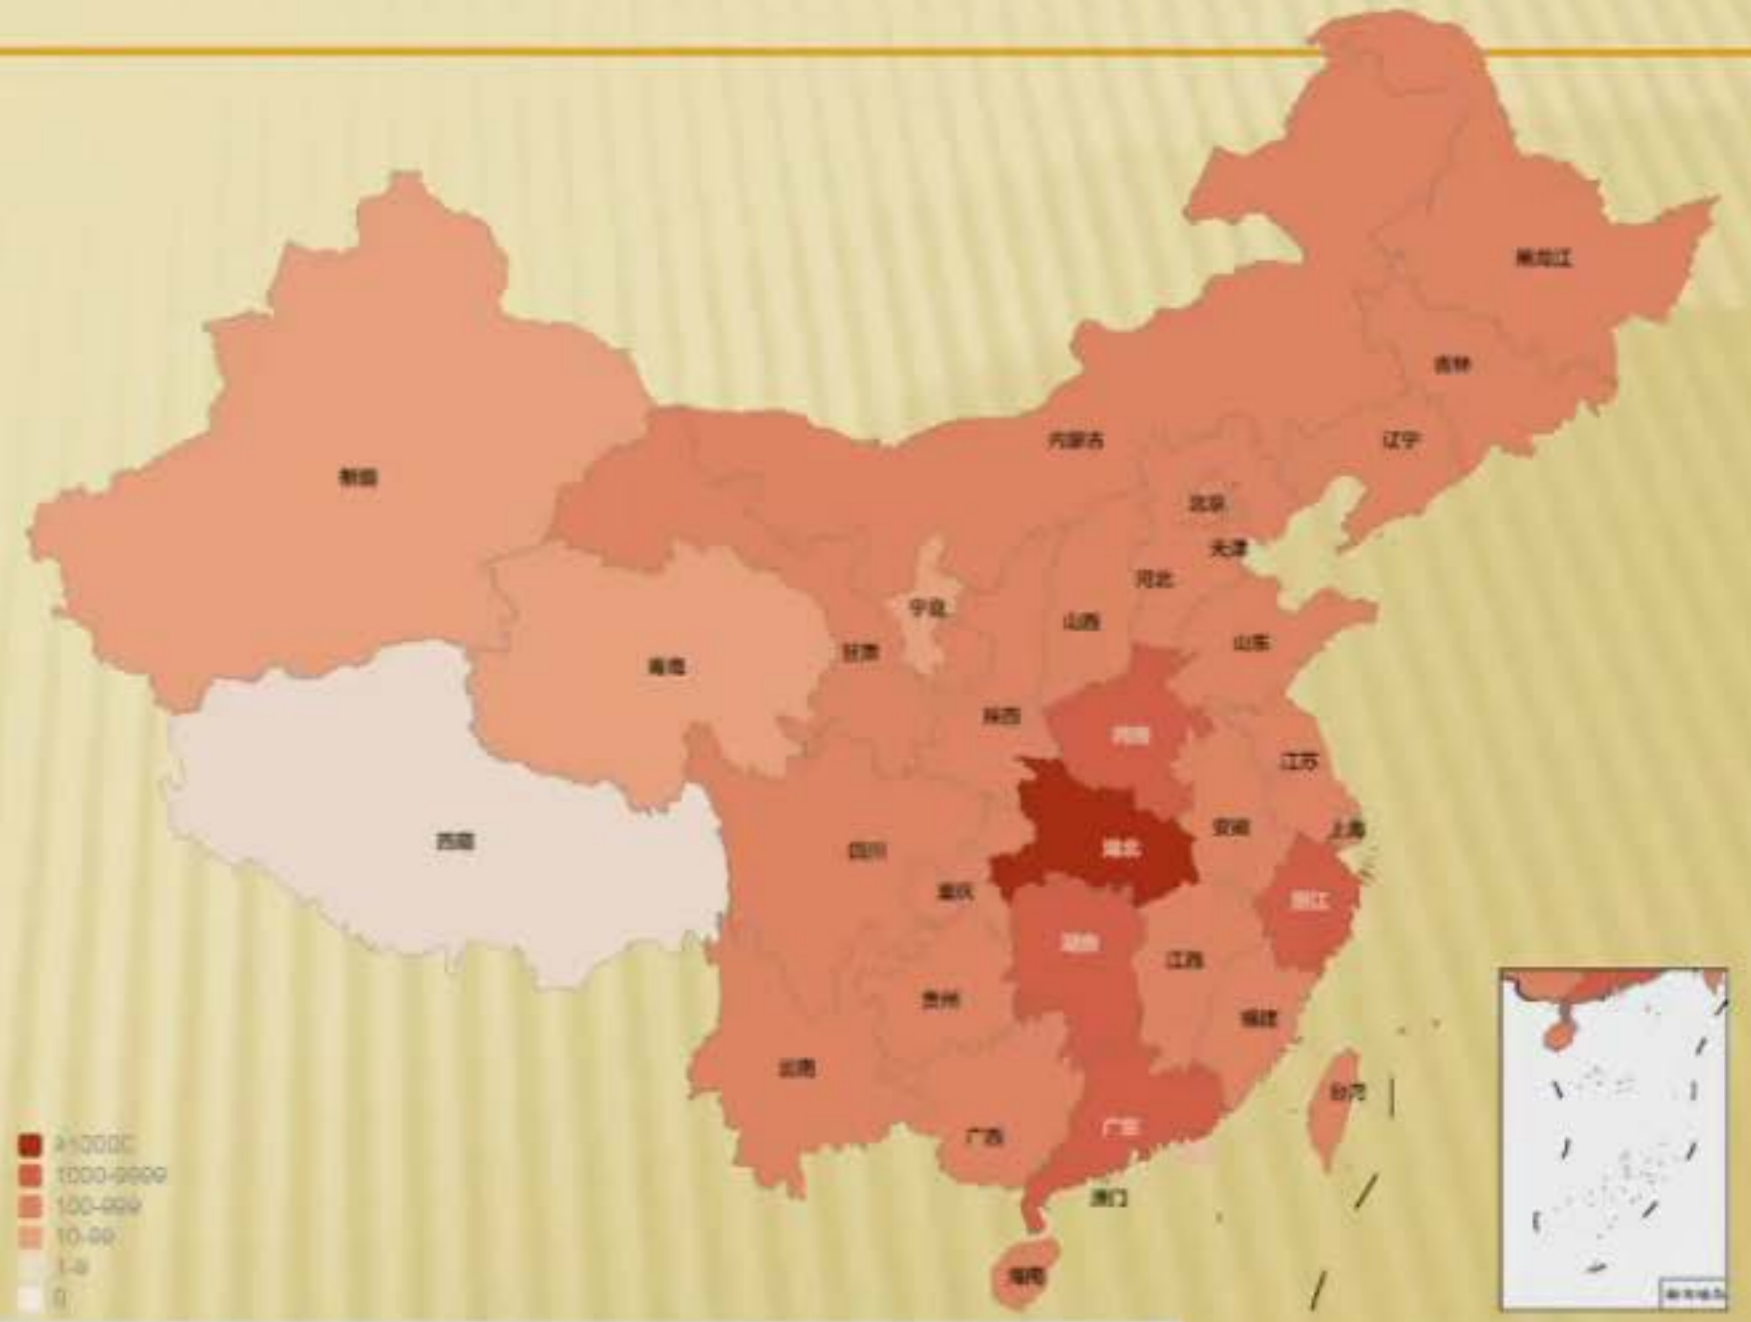 黑龙江
吉林
内蒙古
辽宁
新疆
北京
天津
河北
宁夏
山西
山东
青海
甘肃
陕西
河南
江苏
安徽
上海
西藏
四川
湖北
重庆
浙江
湖南
江西
贵州
福建
云南
台湾
广东
广西
澳门
海南
1000-9999
100-999
10-99
1-9
0